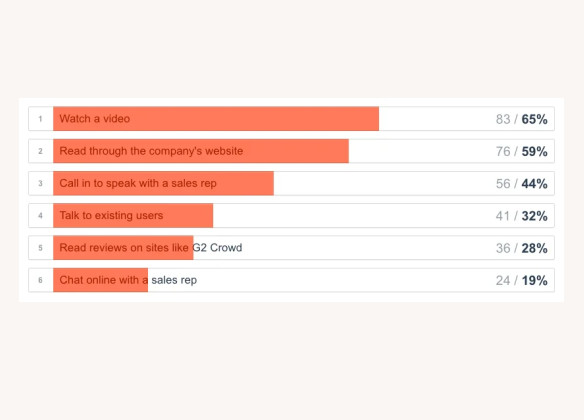 1 Watch a video 83 / 65%
2 Read through the company's website 76 / 59%
3 Call in to speak with a sales rep 56 / 44%
4 Talk to existing users 41 / 32%
5 Read reviews on sites like G2 Crowd 36 / 28%
6 Chat online with a sales rep 24 / 19%